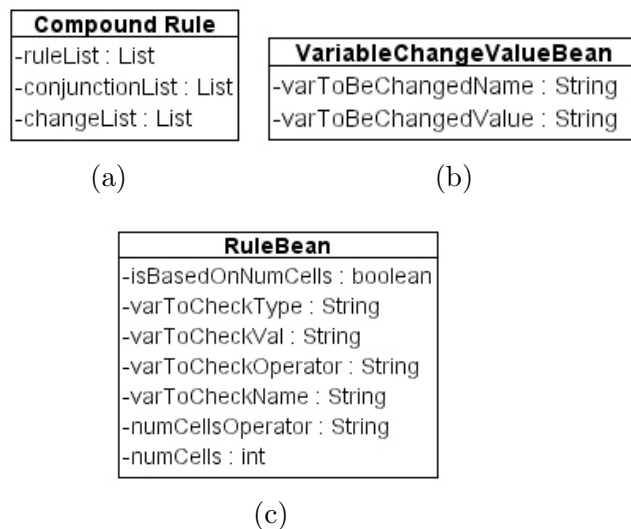 Compound Rule
-ruleList : List
-conjunctionList : List
-changeList : List
(a)
VariableChangeValueBean
-varToBeChangedName : String
-varToBeChangedValue : String
(b)
RuleBean
-isBasedOnNumCells : boolean
-varToCheckType : String
-varToCheckVal : String
-varToCheckOperator : String
-varToCheckName : String
-numCellsOperator : String
-numCells : int
(c)